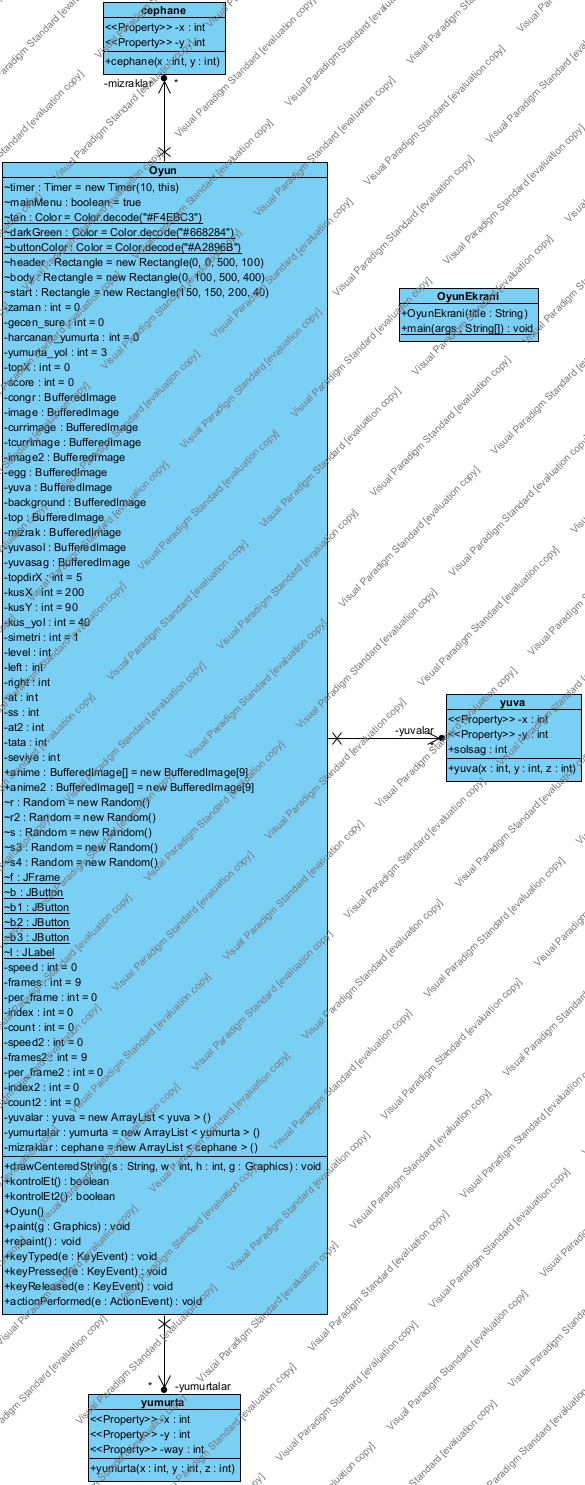 cephane
<<Property>> -x : int
<<Property>> -y : int
+cephane(x : int, y : int)
-mizraklar
*
Oyun
~timer : Timer = new Timer(10, this)
~mainMenu : boolean = true
~tan : Color = Color.decode("#F4EBC3")
~darkGreen : Color = Color.decode("#668284")
~buttonColor : Color = Color.decode("#A2896B")
~header : Rectangle = new Rectangle(0, 0, 500, 100)
~body : Rectangle = new Rectangle(0, 100, 500, 400)
~start : Rectangle = new Rectangle(150, 150, 200, 40)
-zaman : int = 0
-gecen_sure : int = 0
-harcanan_yumurta : int = 0
-yumurta_yol : int = 3
-topX : int = 0
-score : int = 0
-congr : BufferedImage
-image : BufferedImage
-currimage : BufferedImage
-tcurrimage : BufferedImage
-image2 : BufferedImage
-egg : BufferedImage
-yuva : BufferedImage
-background : BufferedImage
-top : BufferedImage
-mizrak : BufferedImage
-yuvasol : BufferedImage
-yuvasag : BufferedImage
-topdirX : int = 5
-kusX : int = 200
-kusY : int = 90
-kus_yol : int = 40
-simetri : int = 1
-level : int
-left : int
-right : int
-at : int
-ss : int
-at2 : int
-tata : int
-seviye : int
+anime : BufferedImage[] = new BufferedImage[9]
+anime2 : BufferedImage[] = new BufferedImage[9]
~r : Random = new Random()
~r2 : Random = new Random()
~s : Random = new Random()
~s3 : Random = new Random()
~s4 : Random = new Random()
~f : JFrame
~b : JButton
~b1 : JButton
~b2 : JButton
~b3 : JButton
~l : JLabel
-speed : int = 0
-frames : int = 9
-per_frame : int = 0
-index : int = 0
-count : int = 0
-speed2 : int = 0
-frames2 : int = 9
-per_frame2 : int = 0
-index2 : int = 0
-count2 : int = 0
-yuvalar : yuva = new ArrayList < yuva > ()
-yumurtalar : yumurta = new ArrayList < yumurta > ()
-mizraklar : cephane = new ArrayList < cephane > ()
+drawCenteredString(s : String, w : int, h : int, g : Graphics) : void
+kontrolEt() : boolean
+kontrolEt2() : boolean
+Oyun()
+paint(g : Graphics) : void
+repaint() : void
+keyTyped(e : KeyEvent) : void
+keyPressed(e : KeyEvent) : void
+keyReleased(e : KeyEvent) : void
+actionPerformed(e : ActionEvent) : void
OyunEkrani
+OyunEkrani(title : String)
+main(args : String[]) : void
-yuvalar
yuva
<<Property>> -x : int
<<Property>> -y : int
+solsag : int
+yuva(x : int, y : int, z : int)
*
-yumurtalar
yumurta
<<Property>> -x : int
<<Property>> -y : int
<<Property>> -way : int
+yumurta(x : int, y : int, z : int)
Visual Paradigm Standard [evaluation copy]